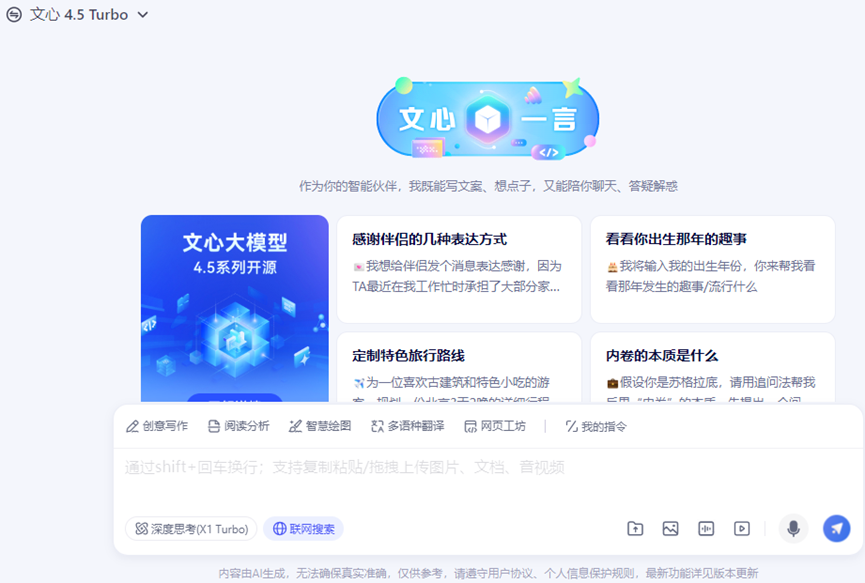 文心 4.5 Turbo
文心一言
作为你的智能伙伴，我既能写文案、想点子，又能陪你聊天、答疑解惑
文心大模型
4.5系列开源
感谢伴侣的几种表达方式
💌我想给伴侣发个消息表达感谢，因为
TA最近在我工作忙时承担了大部分家...
看看你出生那年的趣事
🎂我将输入我的出生年份，你来帮我看
看那年发生的趣事/流行什么
定制特色旅行路线
✈️为一位喜欢古建筑和特色小吃的游
内卷的本质是什么
💼假设你是苏格拉底，请用追问法帮我
创意写作 阅读分析 智慧绘图 多语种翻译 网页工坊 我的指令
通过shift+回车换行；支持复制粘贴/拖拽上传图片、文档、音视频
深度思考(X1 Turbo) 联网搜索
内容由AI生成，无法确保真实准确，仅供参考，请遵守用户协议、个人信息保护规则，最新功能详见版本更新